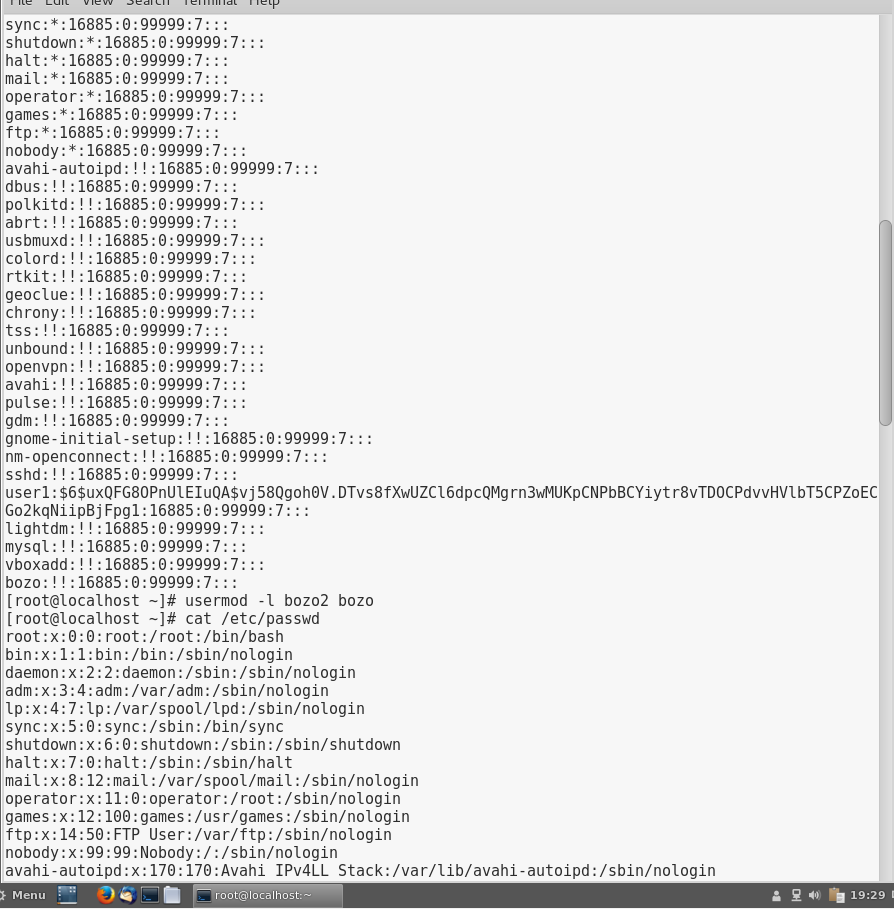 File Edit View Search Terminal Help
sync:*:16885:0:99999:7:::
shutdown:*:16885:0:99999:7:::
halt:*:16885:0:99999:7:::
mail:*:16885:0:99999:7:::
operator:*:16885:0:99999:7:::
games:*:16885:0:99999:7:::
ftp:*:16885:0:99999:7:::
nobody:*:16885:0:99999:7:::
avahi-autoipd:!!:16885:0:99999:7:::
dbus:!!:16885:0:99999:7:::
polkitd:!!:16885:0:99999:7:::
abrt:!!:16885:0:99999:7:::
usbmuxd:!!:16885:0:99999:7:::
colord:!!:16885:0:99999:7:::
rtkit:!!:16885:0:99999:7:::
geoclue:!!:16885:0:99999:7:::
chrony:!!:16885:0:99999:7:::
tss:!!:16885:0:99999:7:::
unbound:!!:16885:0:99999:7:::
openvpn:!!:16885:0:99999:7:::
avahi:!!:16885:0:99999:7:::
pulse:!!:16885:0:99999:7:::
gdm:!!:16885:0:99999:7:::
gnome-initial-setup:!!:16885:0:99999:7:::
nm-openconnect:!!:16885:0:99999:7:::
sshd:!!:16885:0:99999:7:::
user1:$6$uxQFG8OPnUlEIuQA$vj58Qgoh0V.DTvs8fXwUZCl6dpcQMgrn3wMUKpCNPbBCYiytr8vTDOCPdvvHVlbT5CPZoEC
Go2kqNiipBjFpg1:16885:0:99999:7:::
lightdm:!!:16885:0:99999:7:::
mysql:!!:16885:0:99999:7:::
vboxadd:!!:16885:0:99999:7:::
bozo:!!:16885:0:99999:7:::
[root@localhost ~]# usermod -l bozo2 bozo
[root@localhost ~]# cat /etc/passwd
root:x:0:0:root:/root:/bin/bash
bin:x:1:1:bin:/bin:/sbin/nologin
daemon:x:2:2:daemon:/sbin:/sbin/nologin
adm:x:3:4:adm:/var/adm:/sbin/nologin
lp:x:4:7:lp:/var/spool/lpd:/sbin/nologin
sync:x:5:0:sync:/sbin:/bin/sync
shutdown:x:6:0:shutdown:/sbin:/sbin/shutdown
halt:x:7:0:halt:/sbin:/sbin/halt
mail:x:8:12:mail:/var/spool/mail:/sbin/nologin
operator:x:11:0:operator:/root:/sbin/nologin
games:x:12:100:games:/usr/games:/sbin/nologin
ftp:x:14:50:FTP User:/var/ftp:/sbin/nologin
nobody:x:99:99:Nobody:/:/sbin/nologin
avahi-autoipd:x:170:170:Avahi IPv4LL Stack:/var/lib/avahi-autoipd:/sbin/nologin
Menu root@localhost:~ 19:29